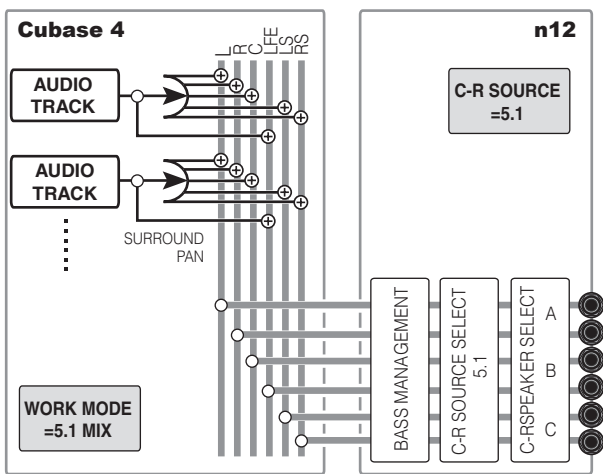 Cubase 4
n12
L
R
C
LFE
LS
RS
AUDIO
TRACK
C-R SOURCE
=5.1
AUDIO
TRACK
SURROUND
PAN
BASS MANAGEMENT
C-R SOURCE SELECT
5.1
C-RSPEAKER SELECT
A
B
C
WORK MODE
=5.1 MIX